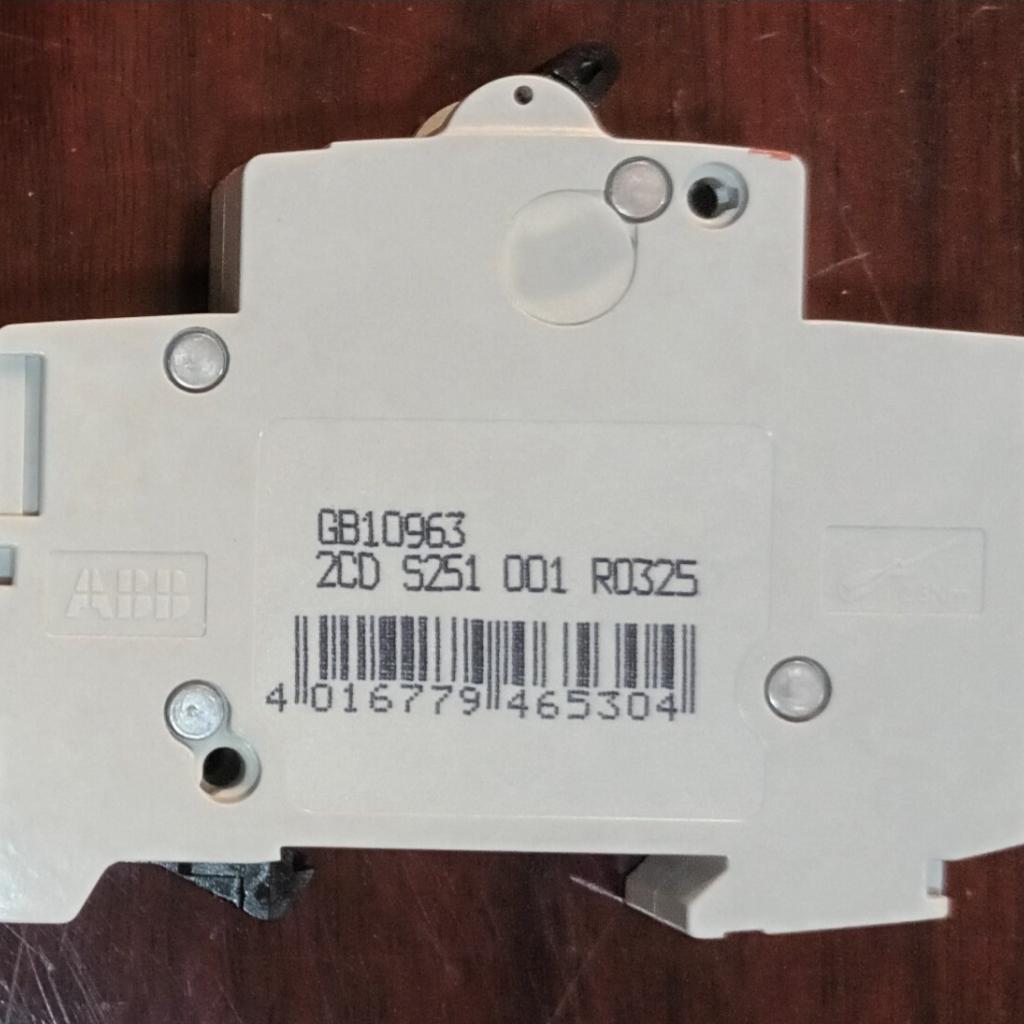 GB10963
2CD S251 001 R0325
ABB
4 016779 465304